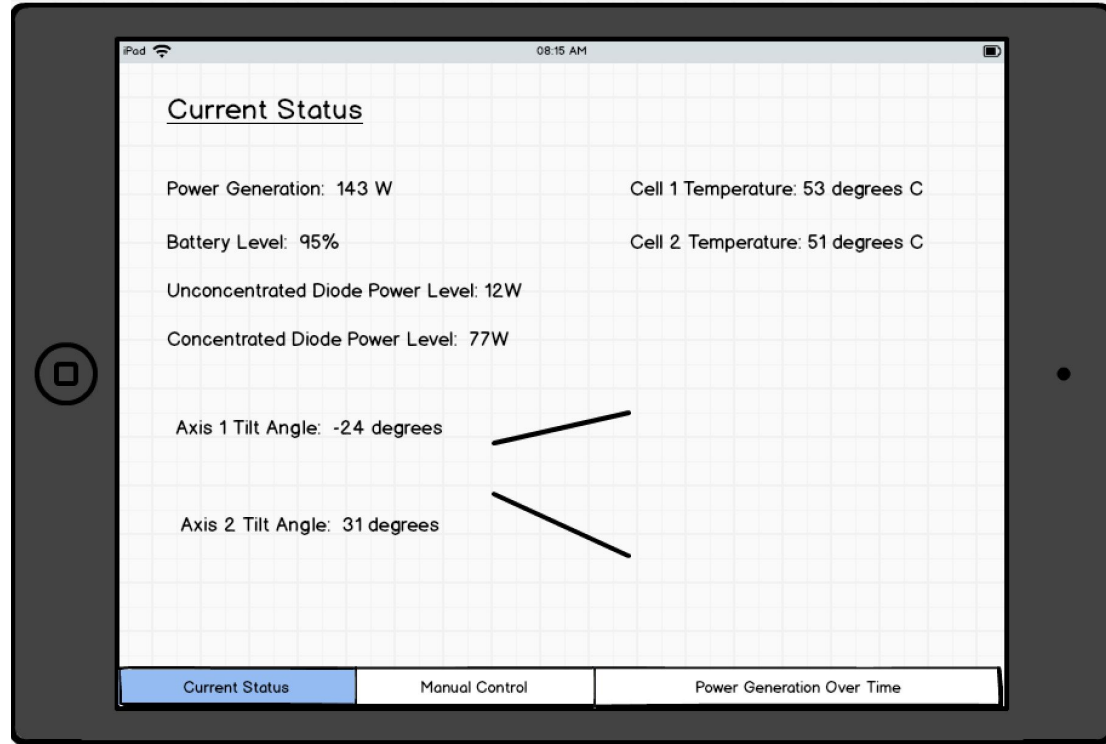 iPad 08:15 AM
Current Status
Power Generation: 143 W
Cell 1 Temperature: 53 degrees C
Battery Level: 95%
Cell 2 Temperature: 51 degrees C
Unconcentrated Diode Power Level: 12W
Concentrated Diode Power Level: 77W
Axis 1 Tilt Angle: -24 degrees
Axis 2 Tilt Angle: 31 degrees
Current Status
Manual Control
Power Generation Over Time